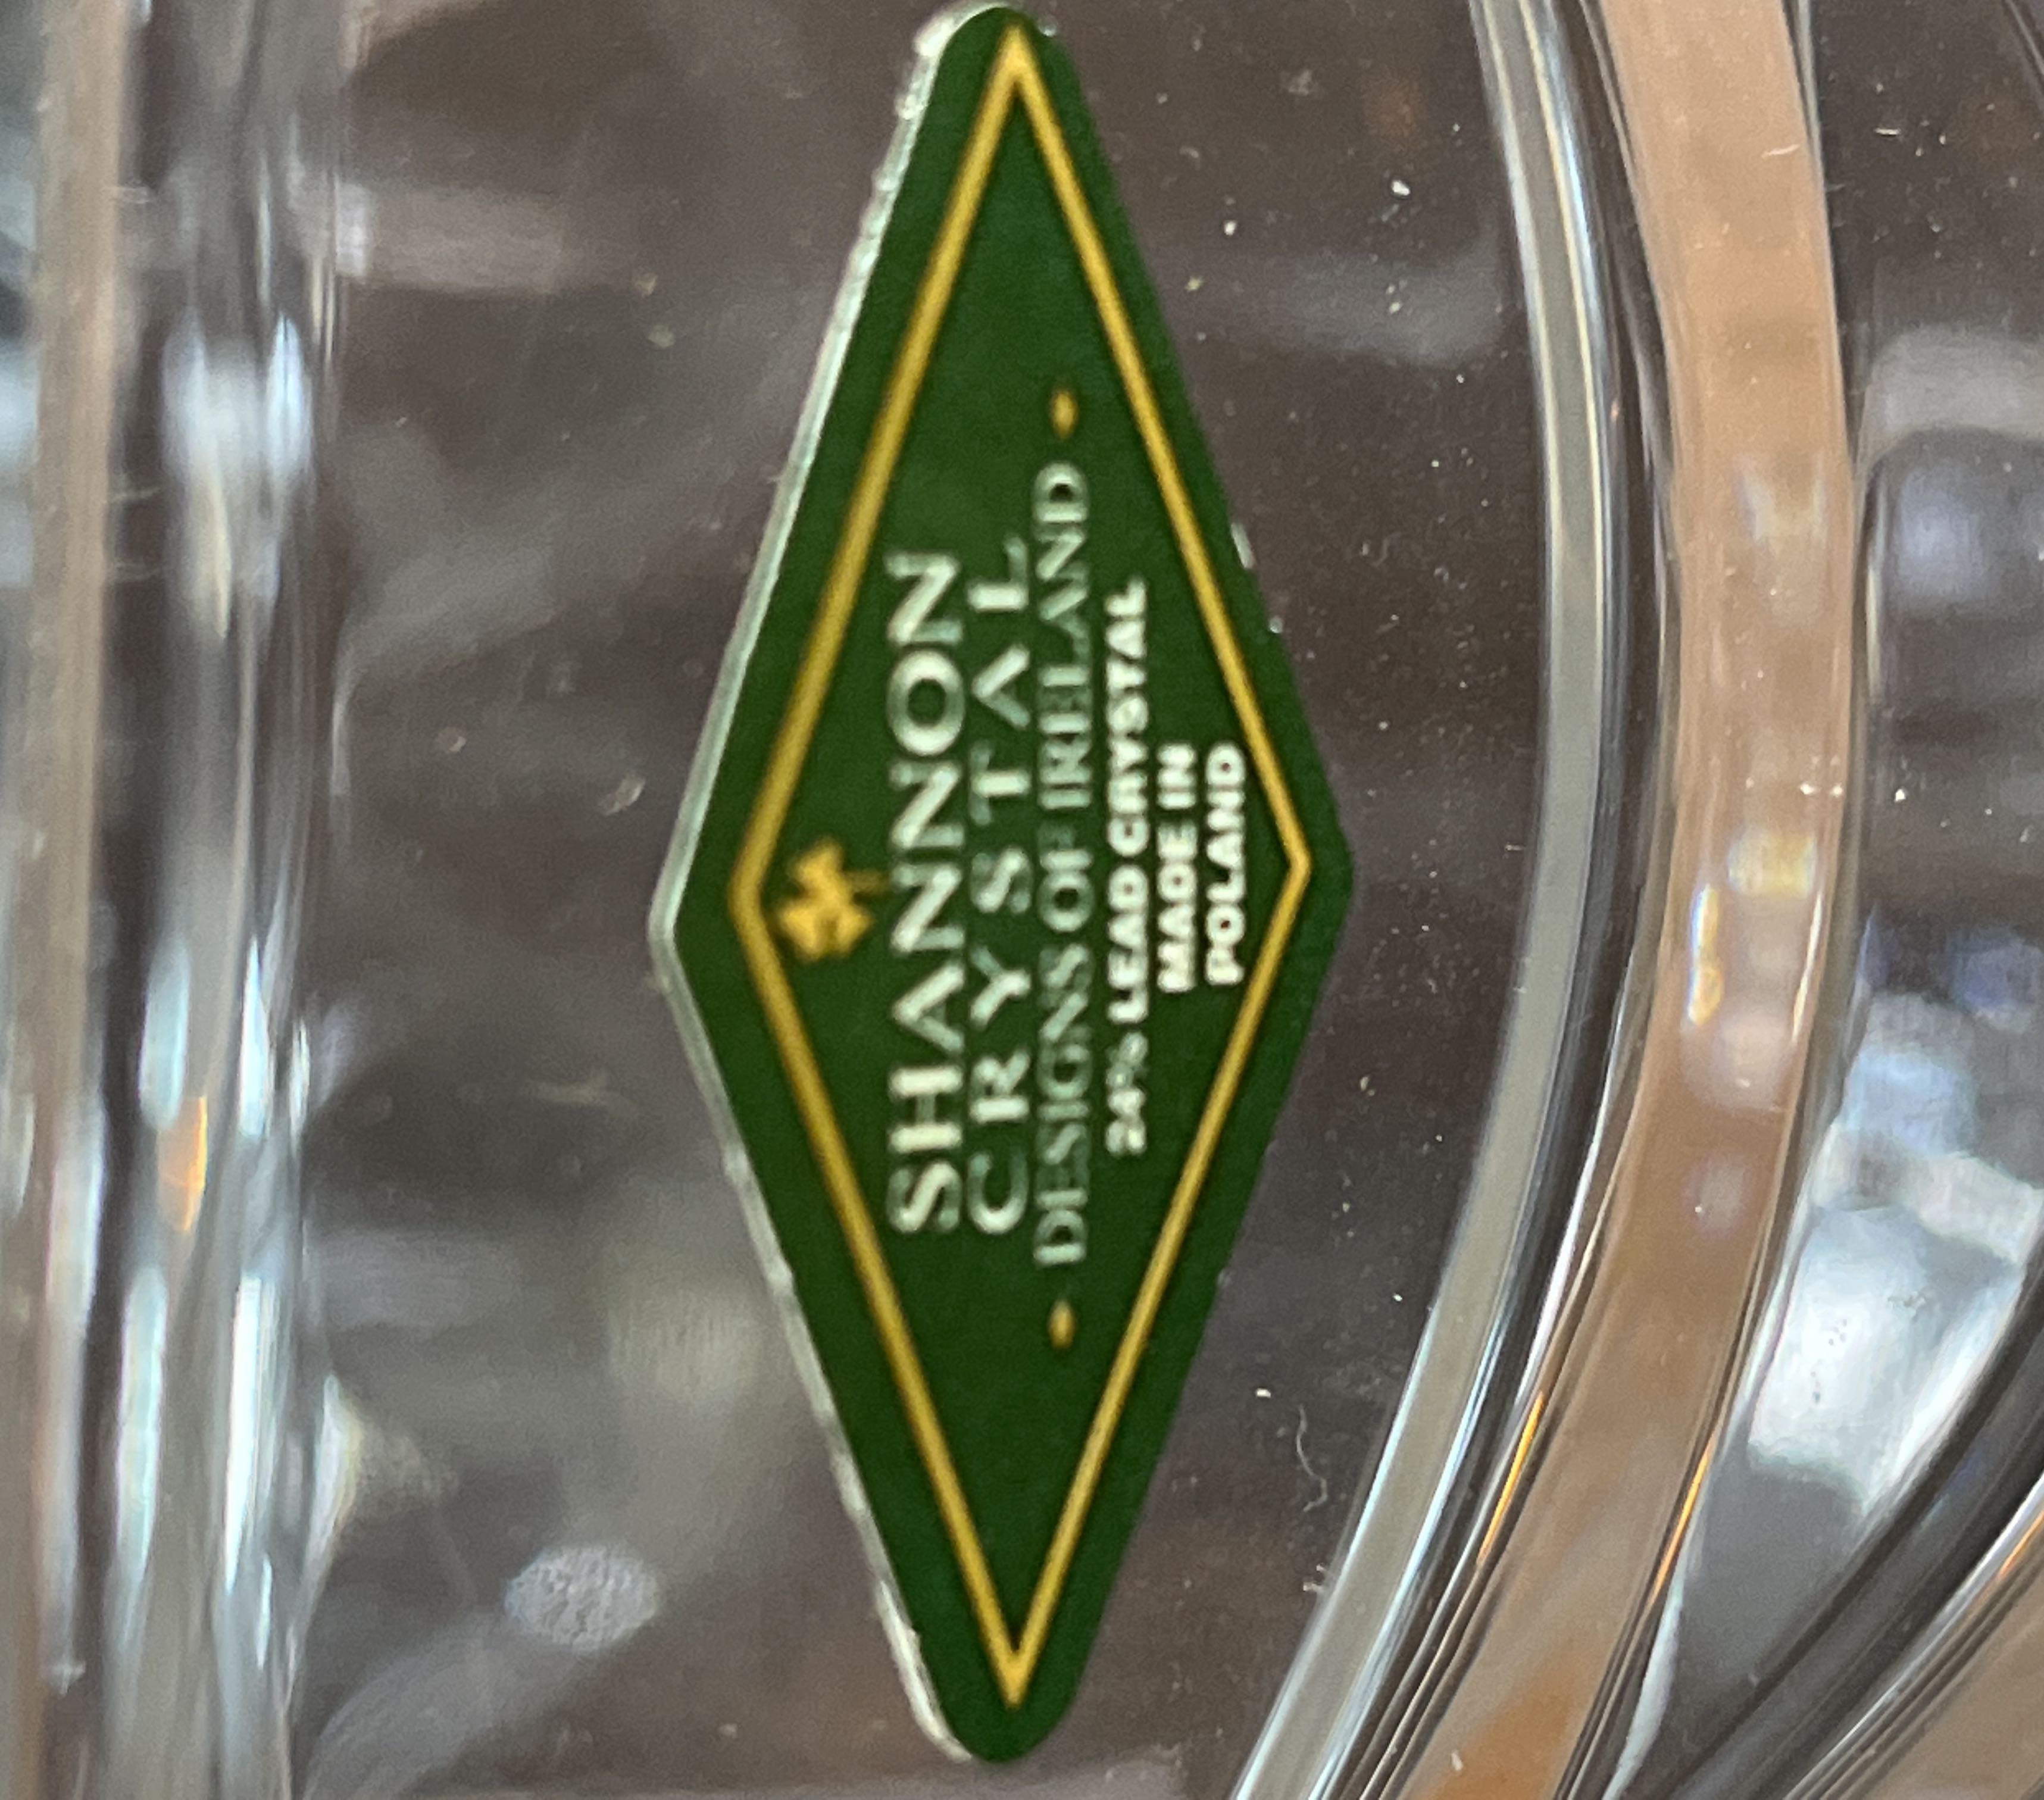 SHANNON
CRYSTAL
DESIGNS OF IRELAND
24% LEAD CRYSTAL
MADE IN
POLAND